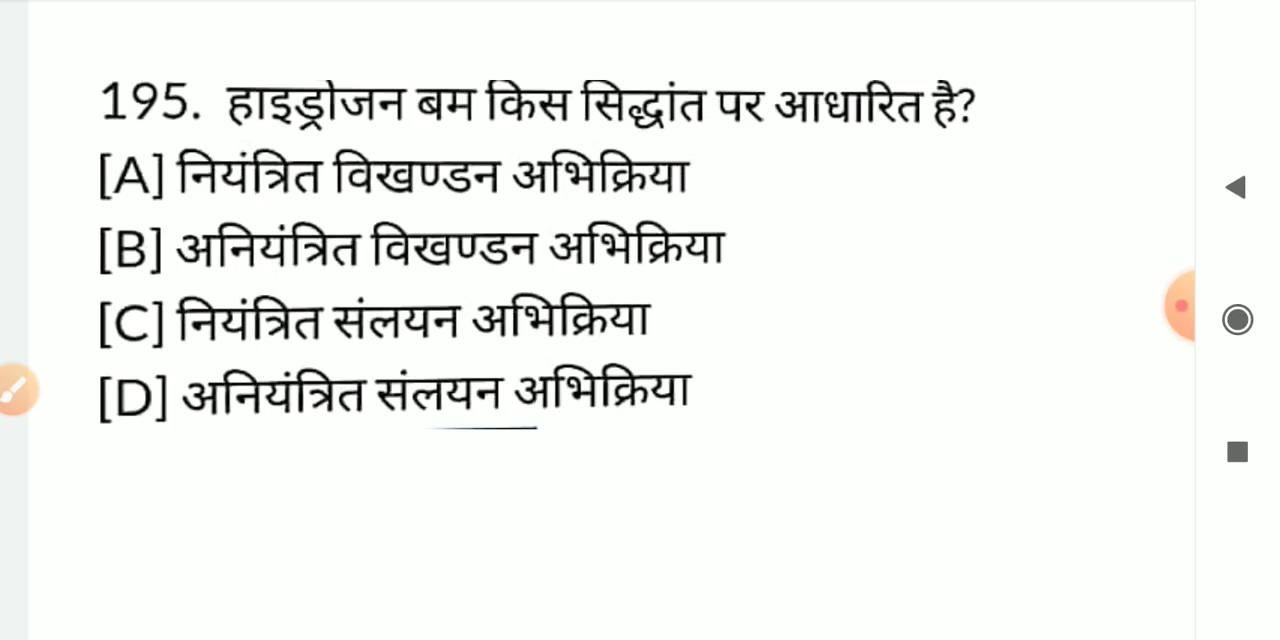 195. हाइड्रोजन बम किस सिद्धांत पर आधारित है?
[A] नियंत्रित विखण्डन अभिक्रिया
[B] अनियंत्रित विखण्डन अभिक्रिया
[C] नियंत्रित संलयन अभिक्रिया
[D] अनियंत्रित संलयन अभिक्रिया